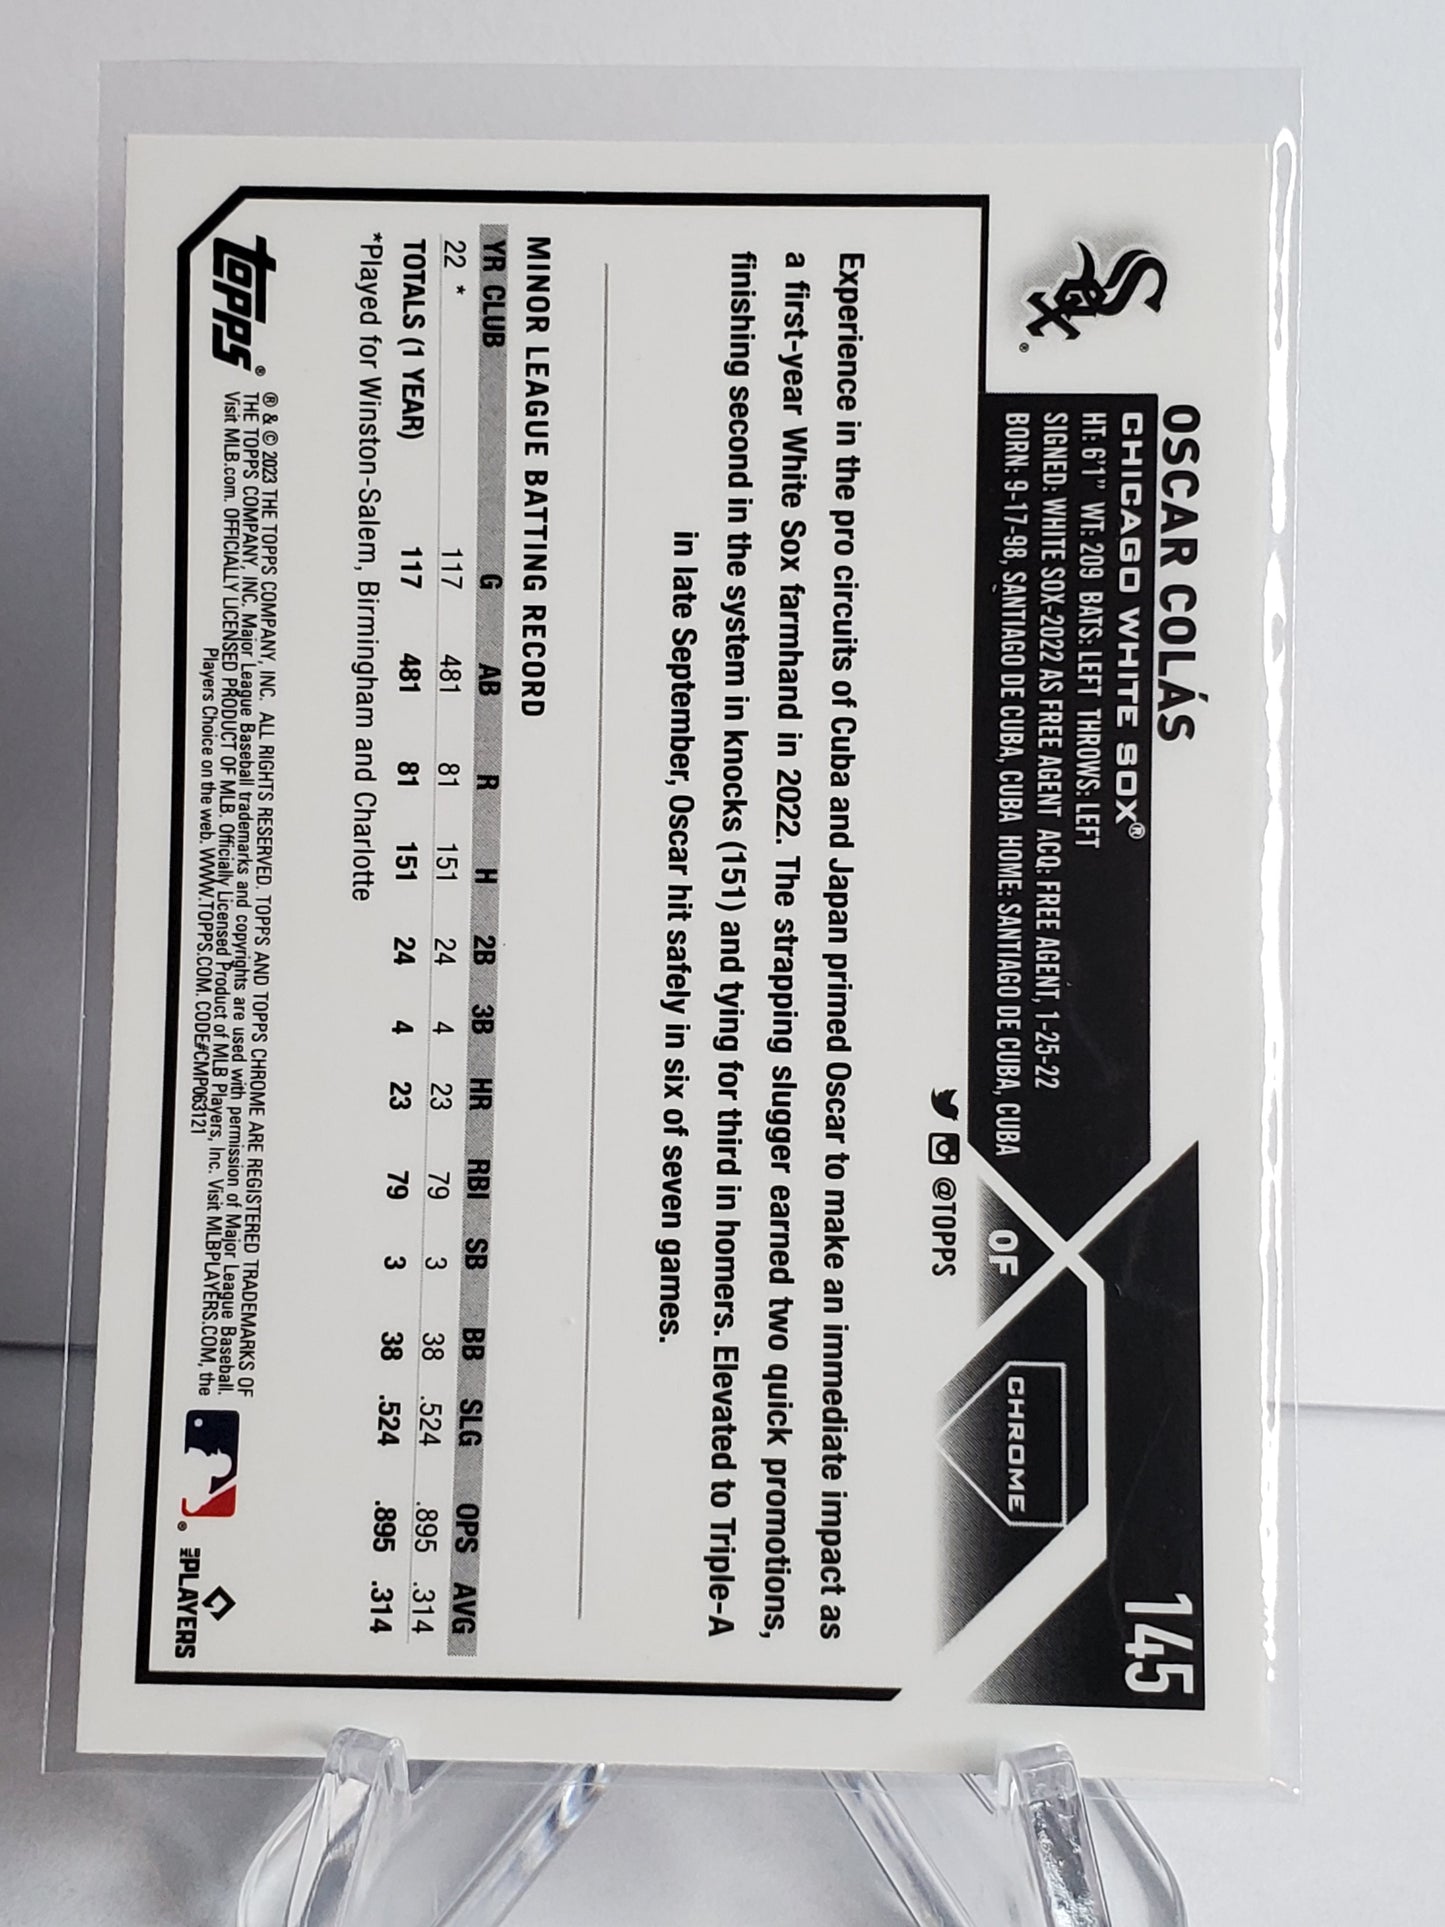 Sox®
OSCAR COLÁS
145
CHICAGO WHITE SOX®
HT: 6'1" WT: 209 BATS: LEFT THROWS: LEFT
SIGNED: WHITE SOX-2022 AS FREE AGENT ACQ: FREE AGENT, 1-25-22
BORN: 9-17-98, SANTIAGO DE CUBA, CUBA HOME: SANTIAGO DE CUBA, CUBA
OF
CHROME
@TOPPS
Experience in the pro circuits of Cuba and Japan primed Oscar to make an immediate impact as
a first-year White Sox farmhand in 2022. The strapping slugger earned two quick promotions,
finishing second in the system in knocks (151) and tying for third in homers. Elevated to Triple-A
in late September, Oscar hit safely in six of seven games.
MINOR LEAGUE BATTING RECORD
YR CLUB G AB R H 2B 3B HR RBI SB BB SLG OPS AVG
22 * 117 481 81 151 24 4 23 79 3 38 .524 .895 .314
TOTALS (1 YEAR) 117 481 81 151 24 4 23 79 3 38 .524 .895 .314
*Played for Winston-Salem, Birmingham and Charlotte
topps®
® & © 2023 THE TOPPS COMPANY, INC. ALL RIGHTS RESERVED. TOPPS AND TOPPS CHROME ARE REGISTERED TRADEMARKS OF
THE TOPPS COMPANY, INC. Major League Baseball trademarks and copyrights are used with permission of Major League Baseball.
Visit MLB.com. OFFICIALLY LICENSED PRODUCT OF MLB. Officially Licensed Product of MLB Players, Inc. Visit MLBPLAYERS.COM, the
Players Choice on the web. WWW.TOPPS.COM. CODE#CMP063121
®
MLB PLAYERS